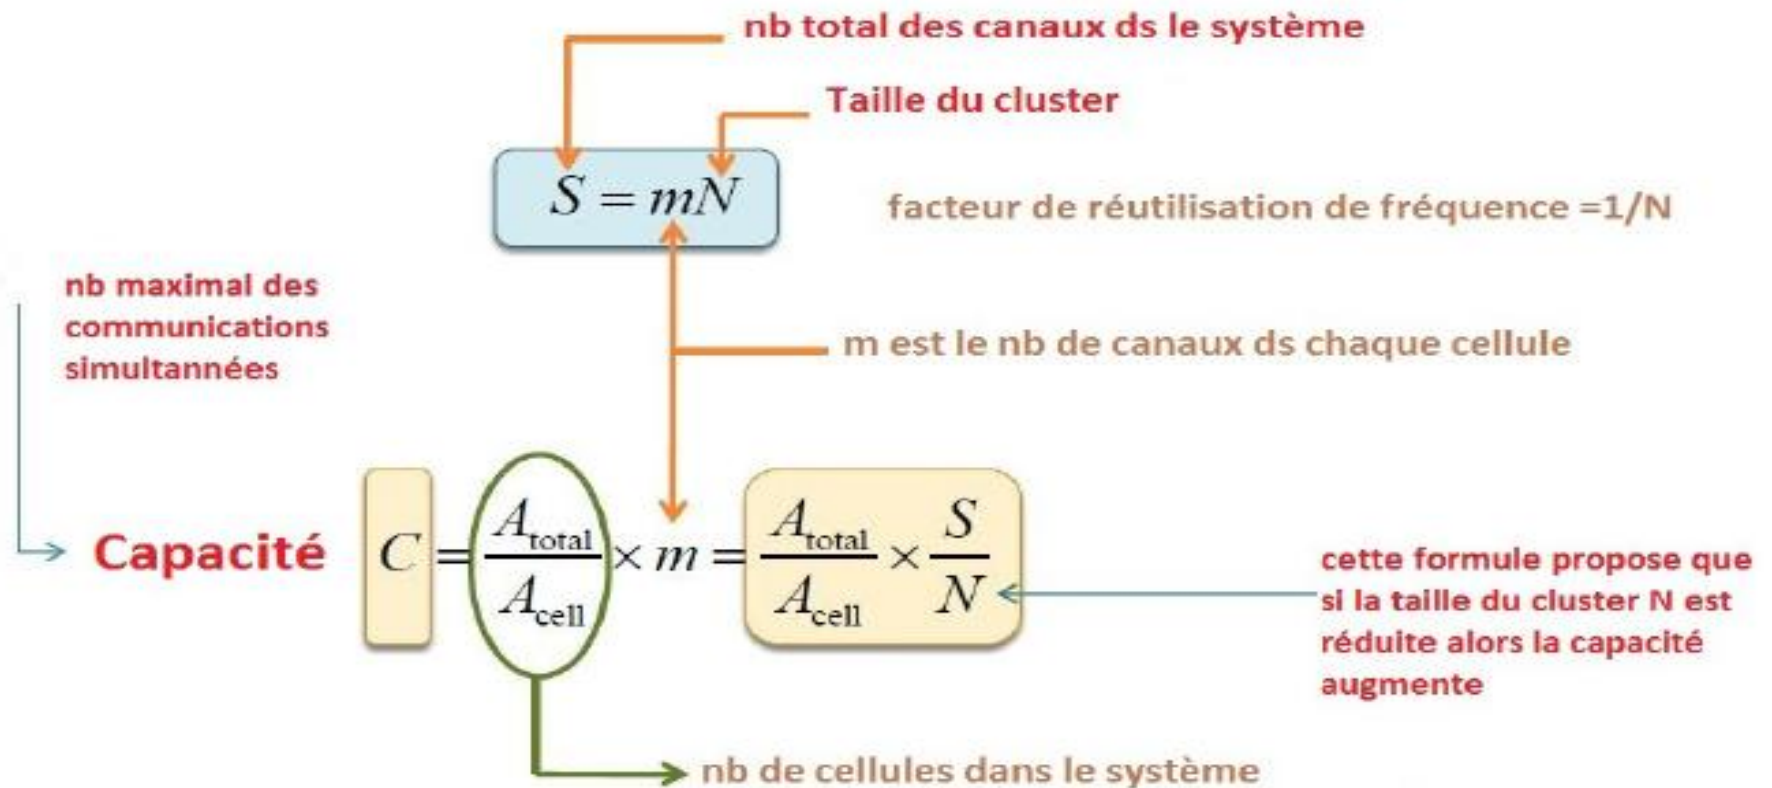 nb total des canaux ds le système
Taille du cluster
S = mN
facteur de réutilisation de fréquence =1/N
nb maximal des
communications
simultannées
m est le nb de canaux ds chaque cellule
Capacité C = A_total / A_cell × m = A_total / A_cell × S / N
cette formule propose que
si la taille du cluster N est
réduite alors la capacité
augmente
nb de cellules dans le système